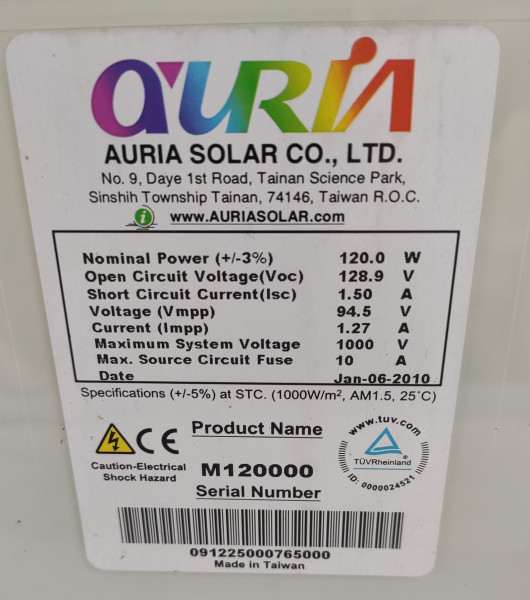 AURIA
AURIA SOLAR CO., LTD.
No. 9, Daye 1st Road, Tainan Science Park,
Sinshih Township Tainan, 74146, Taiwan R.O.C.
i www.AURIASOLAR.com
Nominal Power (+/-3%) 120.0 W
Open Circuit Voltage(Voc) 128.9 V
Short Circuit Current(Isc) 1.50 A
Voltage (Vmpp) 94.5 V
Current (Impp) 1.27 A
Maximum System Voltage 1000 V
Max. Source Circuit Fuse 10 A
Date Jan-06-2010
Specifications (+/-5%) at STC. (1000W/m², AM1.5, 25°C)
CE
Caution-Electrical
Shock Hazard
Product Name
M120000
Serial Number
www.tuv.com
TÜVRheinland
ID: 0000024521
091225000765000
Made in Taiwan